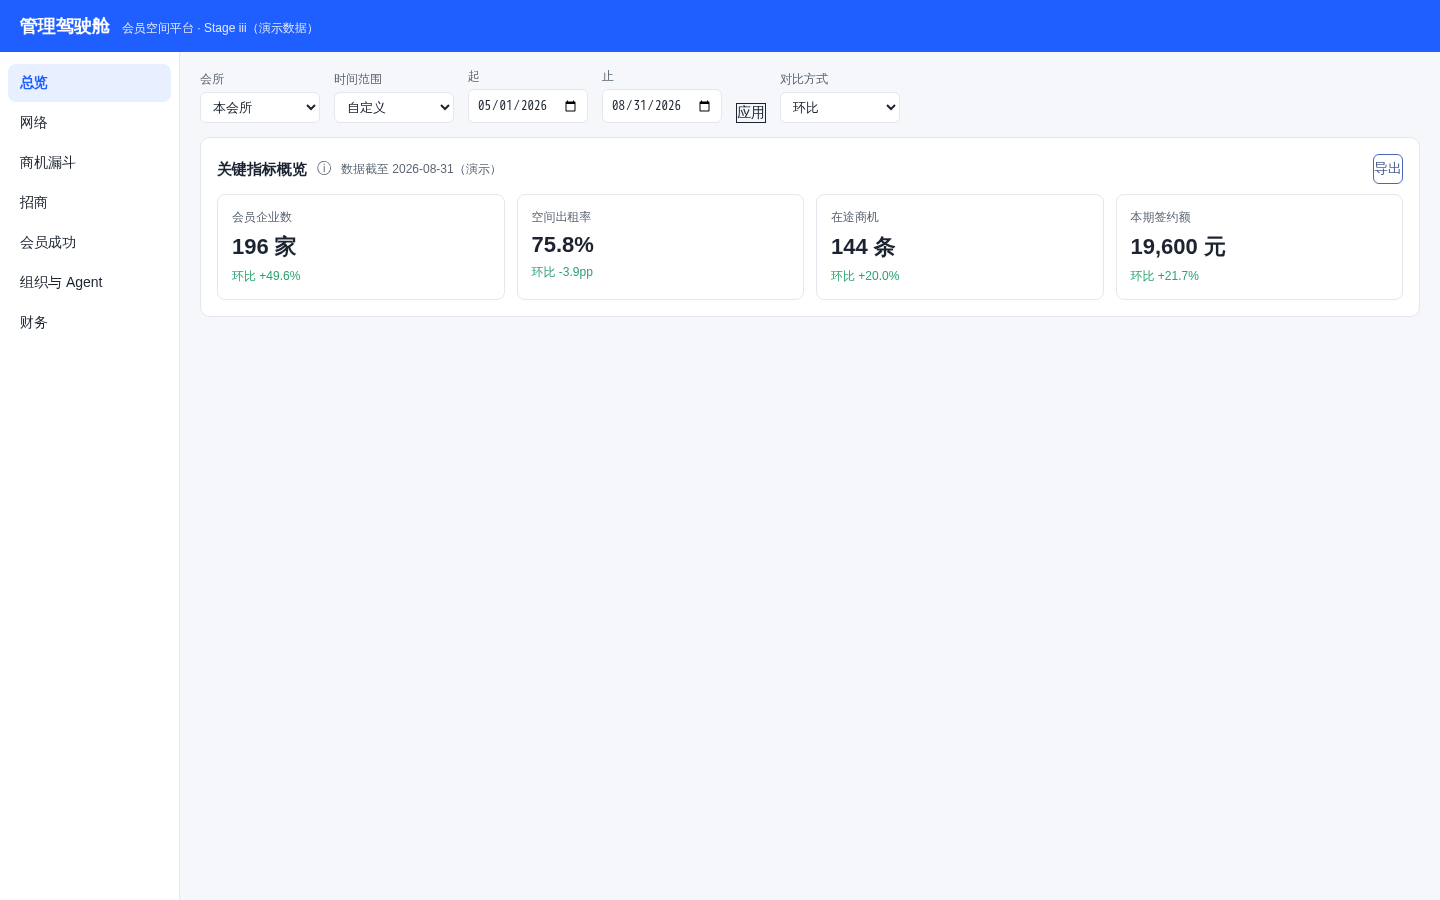 管理驾驶舱 会员空间平台 · Stage iii（演示数据）
总览
网络
商机漏斗
招商
会员成功
组织与 Agent
财务
会所 时间范围 起 止 对比方式
本会所 自定义 05/01/2026 08/31/2026 应用 环比
关键指标概览 ⓘ 数据截至 2026-08-31（演示） 导出
会员企业数
196 家
环比 +49.6%
空间出租率
75.8%
环比 -3.9pp
在途商机
144 条
环比 +20.0%
本期签约额
19,600 元
环比 +21.7%